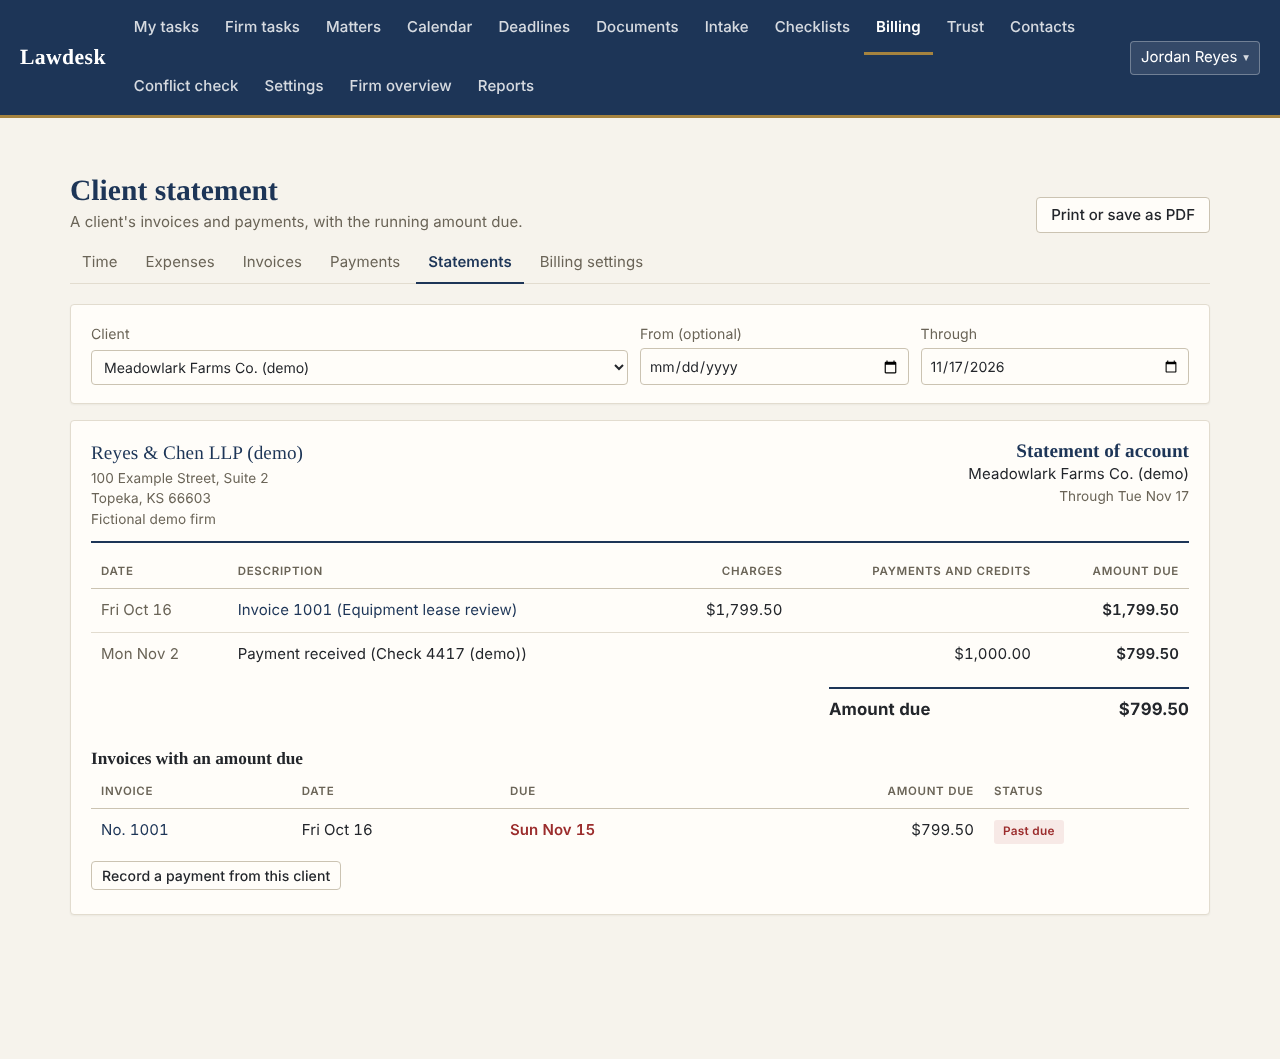 Lawdesk
My tasks Firm tasks Matters Calendar Deadlines Documents Intake Checklists Billing Trust Contacts
Conflict check Settings Firm overview Reports
Jordan Reyes ▾
Client statement
A client's invoices and payments, with the running amount due.
Print or save as PDF
Time Expenses Invoices Payments Statements Billing settings
Client From (optional) Through
Meadowlark Farms Co. (demo) mm/dd/yyyy 11/17/2026
Reyes & Chen LLP (demo)
100 Example Street, Suite 2
Topeka, KS 66603
Fictional demo firm
Statement of account
Meadowlark Farms Co. (demo)
Through Tue Nov 17
DATE DESCRIPTION CHARGES PAYMENTS AND CREDITS AMOUNT DUE
Fri Oct 16 Invoice 1001 (Equipment lease review) $1,799.50 $1,799.50
Mon Nov 2 Payment received (Check 4417 (demo)) $1,000.00 $799.50
Amount due $799.50
Invoices with an amount due
INVOICE DATE DUE AMOUNT DUE STATUS
No. 1001 Fri Oct 16 Sun Nov 15 $799.50 Past due
Record a payment from this client